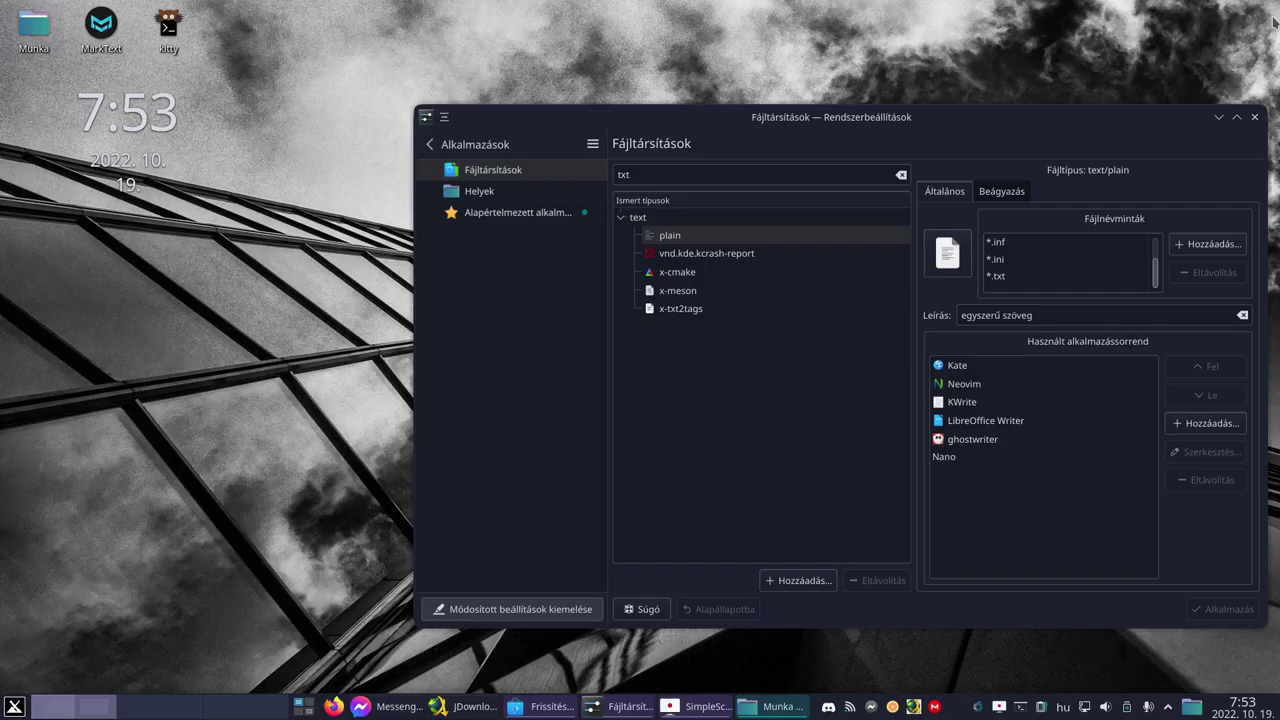 Munka
MarkText
kitty
7:53
2022. 10.
19.
Fájltársítások — Rendszerbeállítások
Alkalmazások
Fájltársítások
Helyek
Alapértelmezett alkalm...
Módosított beállítások kiemelése
Fájltársítások
txt
Ismert típusok
text
plain
vnd.kde.kcrash-report
x-cmake
x-meson
x-txt2tags
Hozzáadás...
Eltávolítás
Súgó
Alapállapotba
Fájltípus: text/plain
Általános
Beágyazás
Fájlnévminták
*.inf
*.ini
*.txt
Hozzáadás...
Eltávolítás
Leírás:
egyszerű szöveg
Használt alkalmazássorrend
Kate
Neovim
KWrite
LibreOffice Writer
ghostwriter
Nano
Fel
Le
Hozzáadás...
Szerkesztés...
Eltávolítás
Alkalmazás
Messeng...
JDownlo...
Frissítés...
Fájltársít...
SimpleSc...
Munka ...
hu
7:53
2022. 10. 19.